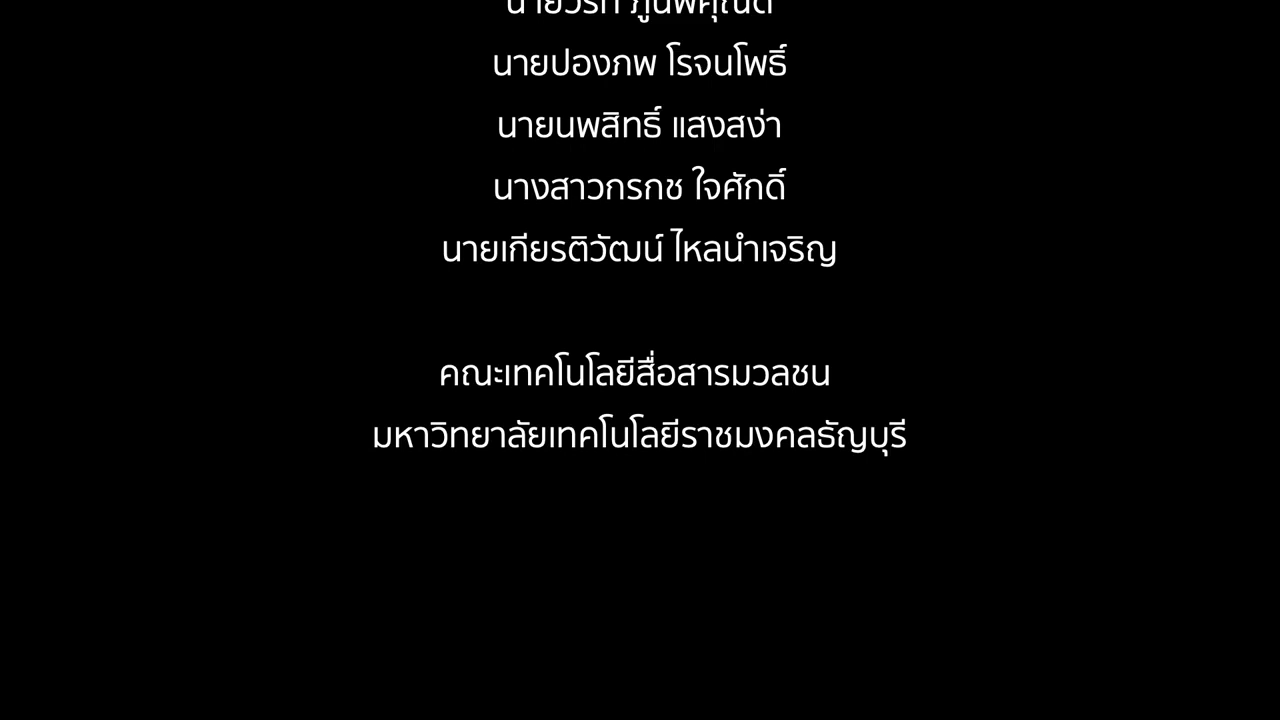 นายปองภพ โรจนโพธิ์
นายนพสิทธิ์ แสงสง่า
นางสาวกรกช ใจศักดิ์
นายเกียรติวัฒน์ ไหลนำเจริญ
คณะเทคโนโลยีสื่อสารมวลชน
มหาวิทยาลัยเทคโนโลยีราชมงคลธัญบุรี